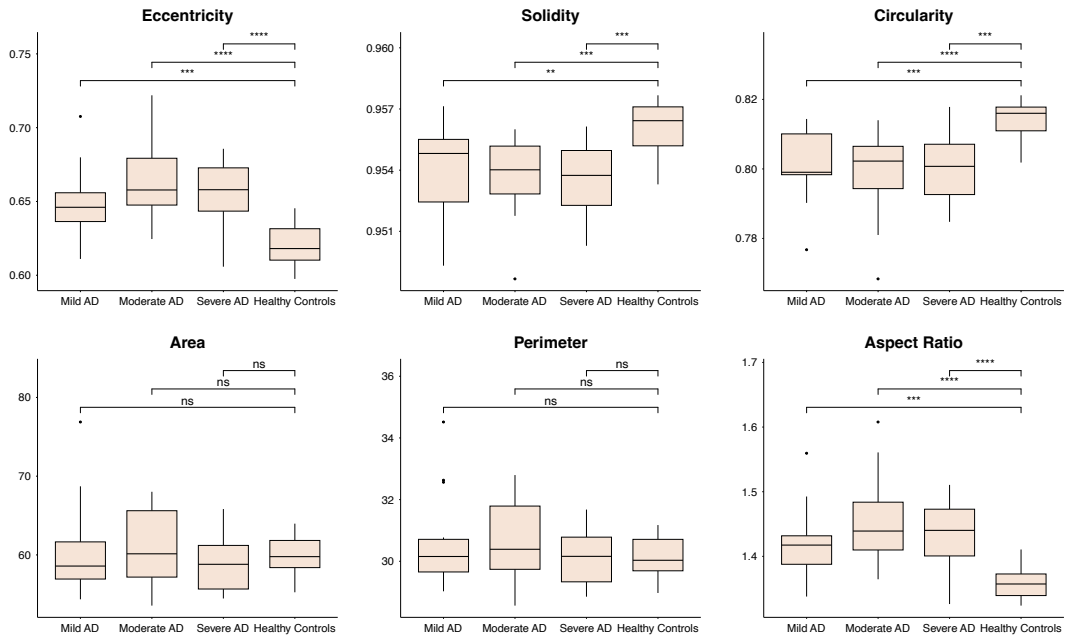 Eccentricity
0.75
0.70
0.65
0.60
****
****
***
Mild AD Moderate AD Severe AD Healthy Controls
Solidity
0.960
0.957
0.954
0.951
***
***
**
Mild AD Moderate AD Severe AD Healthy Controls
Circularity
0.82
0.80
0.78
***
****
***
Mild AD Moderate AD Severe AD Healthy Controls
Area
80
70
60
ns
ns
ns
Mild AD Moderate AD Severe AD Healthy Controls
Perimeter
36
34
32
30
ns
ns
ns
Mild AD Moderate AD Severe AD Healthy Controls
Aspect Ratio
1.7
1.6
1.5
1.4
****
****
***
Mild AD Moderate AD Severe AD Healthy Controls